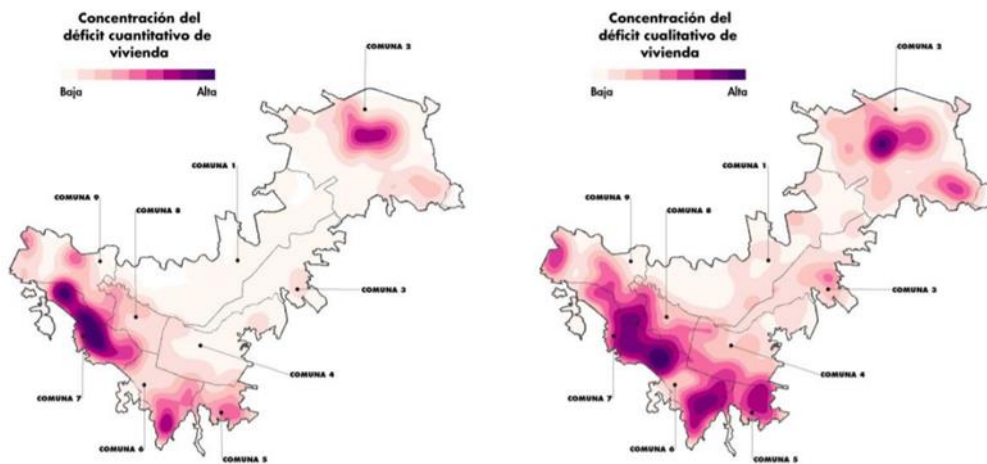 Concentración del
déficit cuantitativo de
vivienda
Baja
Alta
COMUNA 2
COMUNA 1
COMUNA 9
COMUNA 8
COMUNA 3
COMUNA 4
COMUNA 7
COMUNA 6
COMUNA 5
Concentración del
déficit cualitativo de
vivienda
Baja
Alta
COMUNA 2
COMUNA 1
COMUNA 9
COMUNA 8
COMUNA 3
COMUNA 4
COMUNA 7
COMUNA 6
COMUNA 5